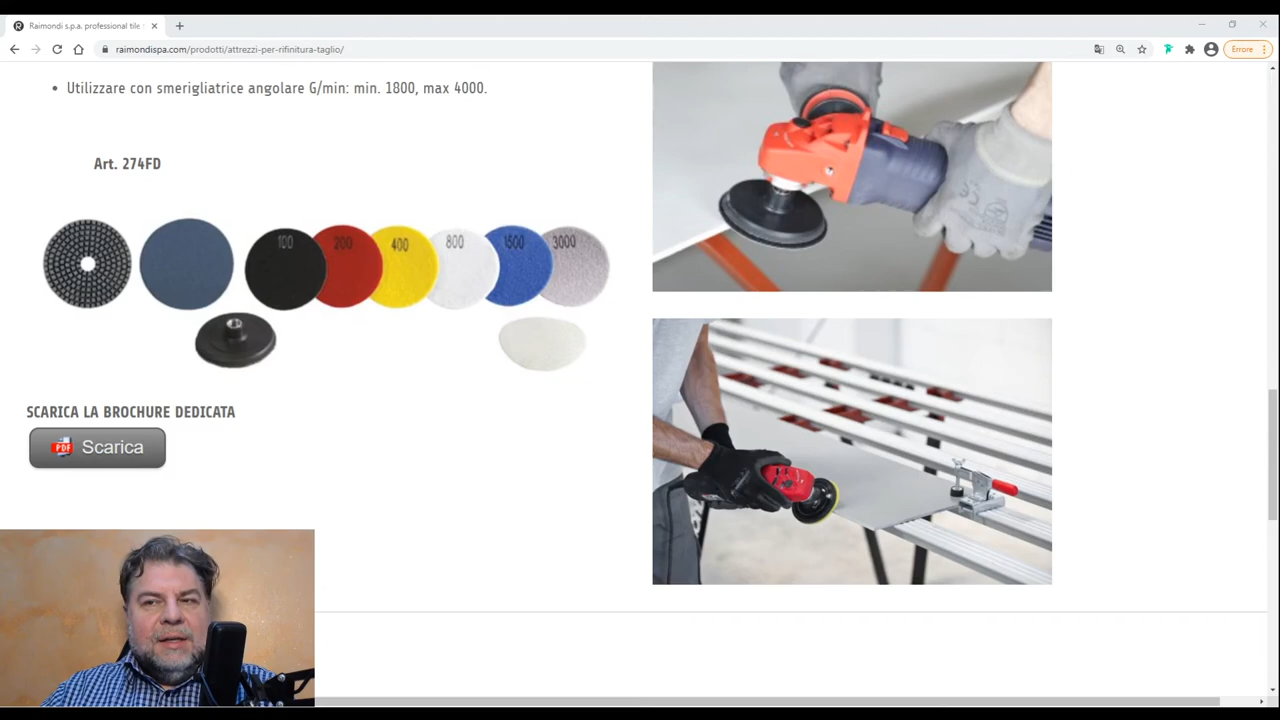 Raimondi s.p.a. professional tile
raimondispa.com/prodotti/attrezzi-per-rifinitura-taglio/
Errore
• Utilizzare con smerigliatrice angolare G/min: min. 1800, max 4000.
Art. 274FD
100 200 400 800 1500 3000
SCARICA LA BROCHURE DEDICATA
PDF Scarica